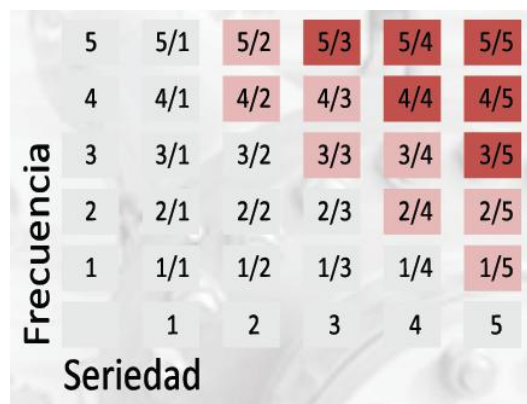 5 5/1 5/2 5/3 5/4 5/5
4 4/1 4/2 4/3 4/4 4/5
3 3/1 3/2 3/3 3/4 3/5
2 2/1 2/2 2/3 2/4 2/5
1 1/1 1/2 1/3 1/4 1/5
1 2 3 4 5
Frecuencia
Seriedad